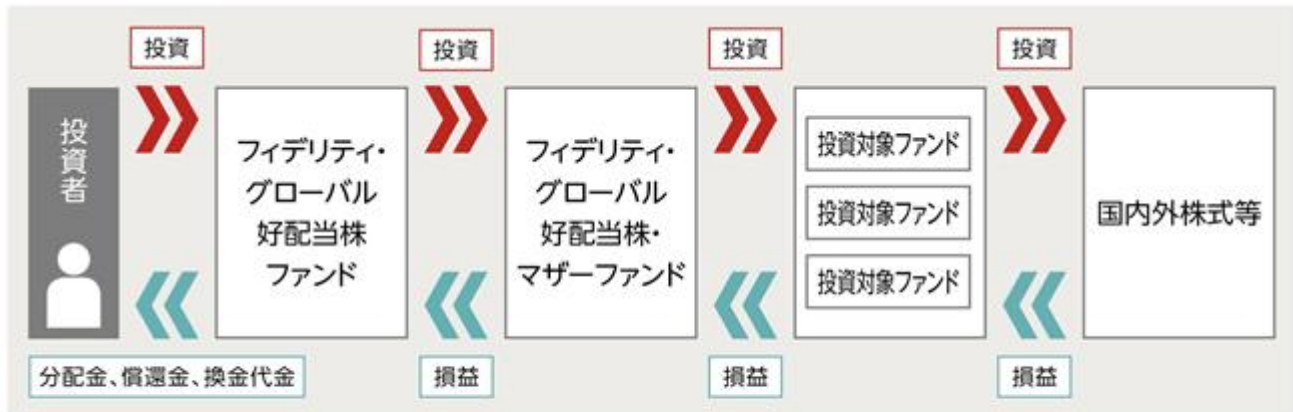 投資
投資
投資
投資
投資者
フィデリティ・
グローバル
好配当株
ファンド
フィデリティ・
グローバル
好配当株・
マザーファンド
投資対象ファンド
投資対象ファンド
投資対象ファンド
国内外株式等
分配金、償還金、換金代金
損益
損益
損益